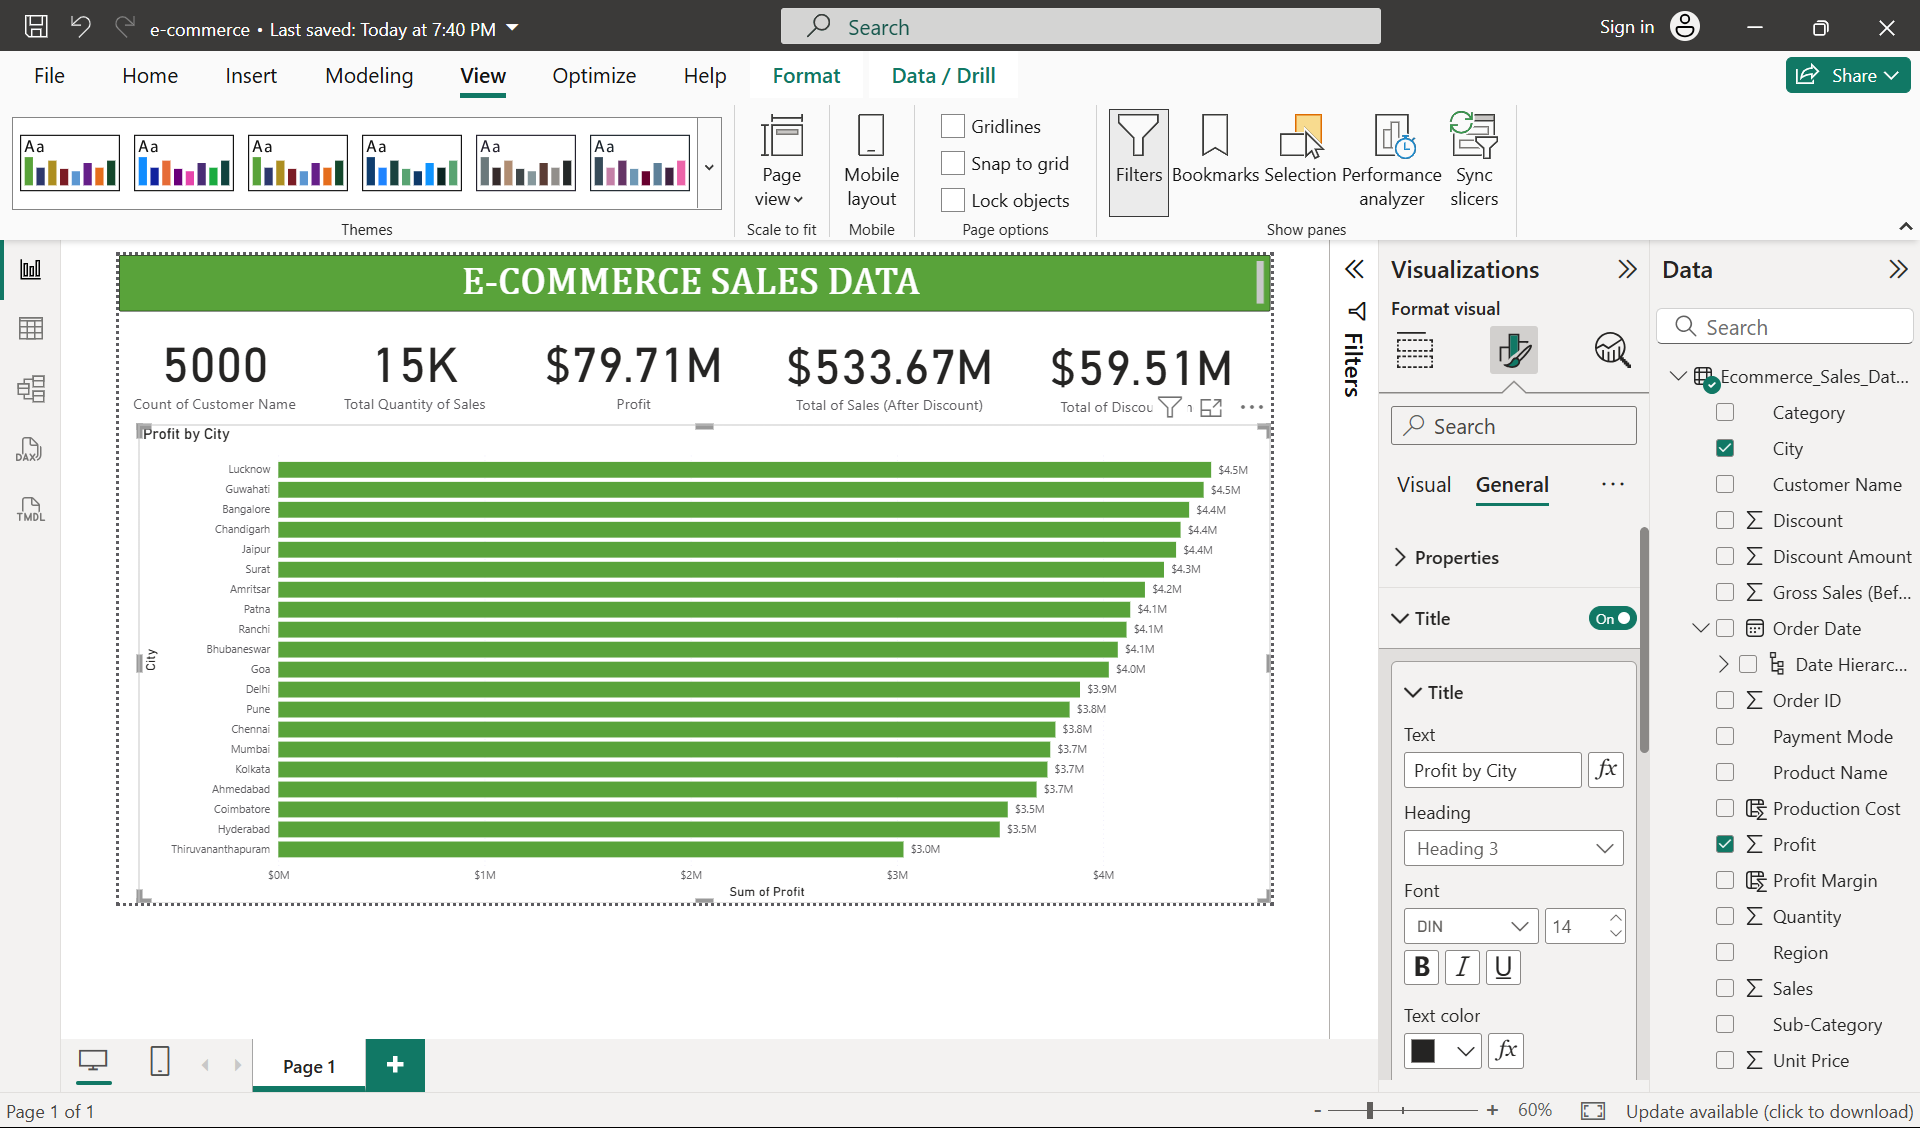 e-commerce • Last saved: Today at 7:40 PM
Search
Sign in
File
Home
Insert
Modeling
View
Optimize
Help
Format
Data / Drill
Share
Aa
Aa
Aa
Aa
Aa
Aa
Themes
Page
view
Scale to fit
Mobile
layout
Mobile
Gridlines
Snap to grid
Lock objects
Page options
Filters
Bookmarks
Selection
Performance
analyzer
Sync
slicers
Show panes
DAX
TMDL
E-COMMERCE SALES DATA
5000
Count of Customer Name
15K
Total Quantity of Sales
$79.71M
Profit
$533.67M
Total of Sales (After Discount)
$59.51M
Total of Discou
Profit by City
City
Lucknow $4.5M
Guwahati $4.5M
Bangalore $4.4M
Chandigarh $4.4M
Jaipur $4.4M
Surat $4.3M
Amritsar $4.2M
Patna $4.1M
Ranchi $4.1M
Bhubaneswar $4.1M
Goa $4.0M
Delhi $3.9M
Pune $3.8M
Chennai $3.8M
Mumbai $3.7M
Kolkata $3.7M
Ahmedabad $3.7M
Coimbatore $3.5M
Hyderabad $3.5M
Thiruvananthapuram $3.0M
$0M $1M $2M $3M $4M
Sum of Profit
Filters
Visualizations
Format visual
Search
Visual
General
...
Properties
Title
On
Title
Text
Profit by City
fx
Heading
Heading 3
Font
DIN
14
B
I
U
Text color
fx
Data
Search
Ecommerce_Sales_Dat...
Category
City
Customer Name
Discount
Discount Amount
Gross Sales (Bef...
Order Date
Date Hierarc...
Order ID
Payment Mode
Product Name
Production Cost
Profit
Profit Margin
Quantity
Region
Sales
Sub-Category
Unit Price
Page 1
+
Page 1 of 1
- + 60%
Update available (click to download)